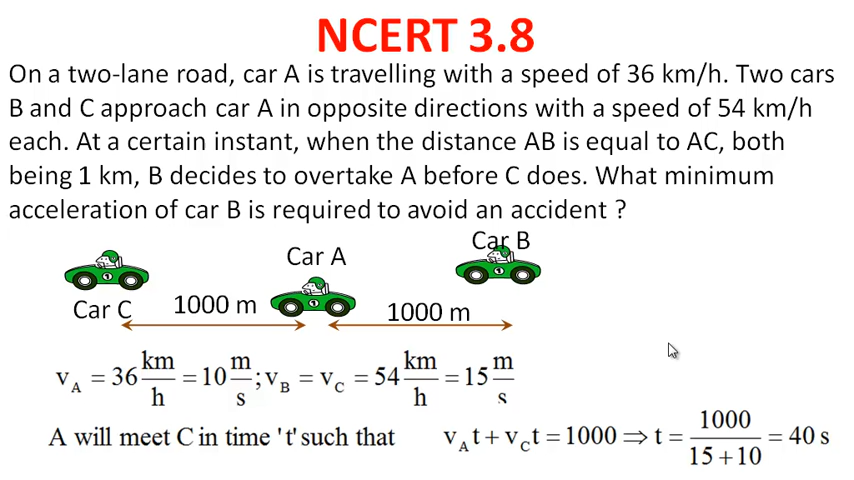 NCERT 3.8
On a two-lane road, car A is travelling with a speed of 36 km/h. Two cars
B and C approach car A in opposite directions with a speed of 54 km/h
each. At a certain instant, when the distance AB is equal to AC, both
being 1 km, B decides to overtake A before C does. What minimum
acceleration of car B is required to avoid an accident ?
Car B
Car A
Car C
1000 m
1000 m
1
1
1
v_A = 36 km/h = 10 m/s ; v_B = v_C = 54 km/h = 15 m/s
A will meet C in time 't' such that v_A t + v_C t = 1000 ⇒ t = 1000/(15 + 10) = 40 s